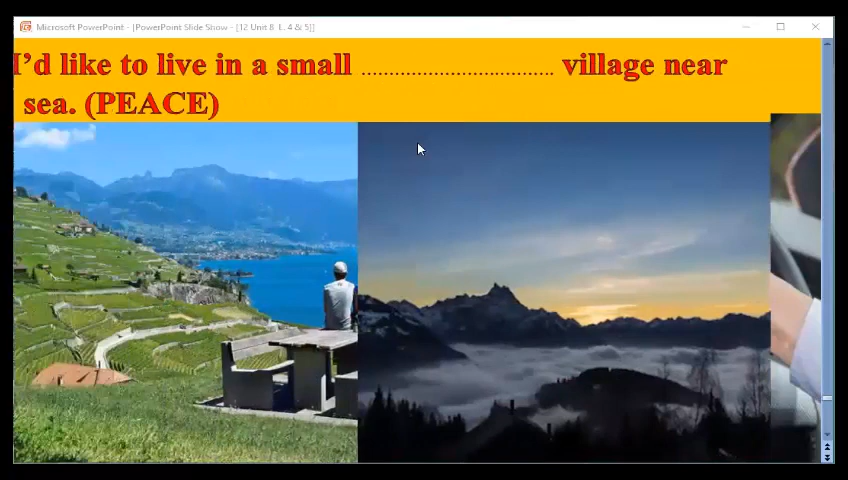 Microsoft PowerPoint - [PowerPoint Slide Show - [12 Unit 8 L. 4 & 5]]
I'd like to live in a small ................................... village near
sea. (PEACE)